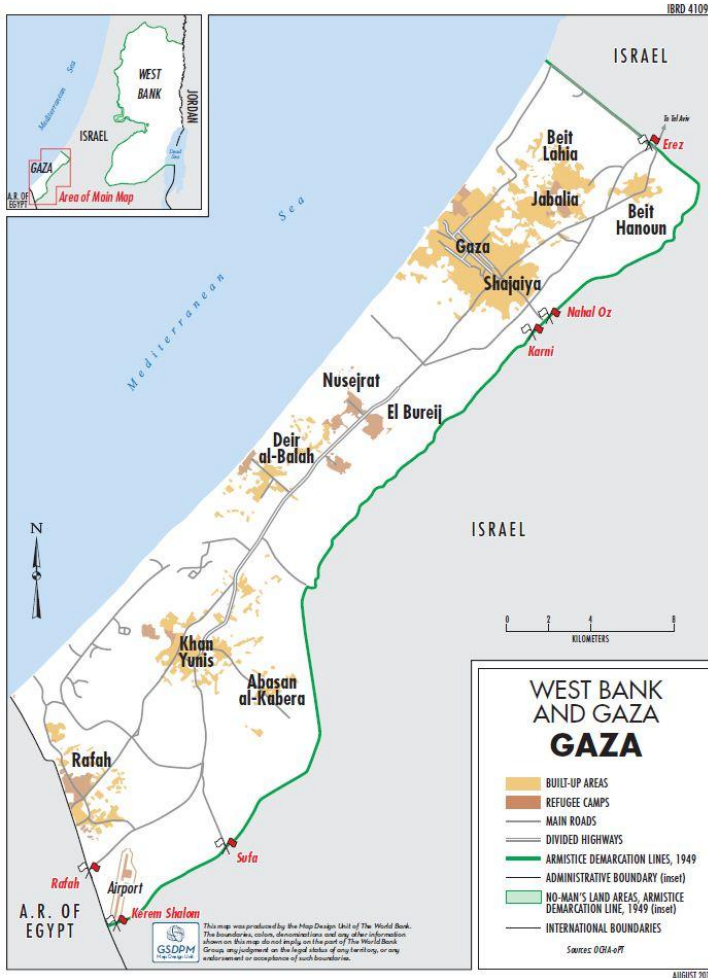 IBRD 4109
ISRAEL
WEST
BANK
Mediterranean Sea
ISRAEL
JORDAN
Dead
Sea
GAZA
A.R. OF
EGYPT
Area of Main Map
To Tel Aviv
Erez
Beit
Lahia
Jabalia
Beit
Hanoun
Mediterranean Sea
Gaza
Shajaiya
Nahal Oz
Karni
Nusejrat
El Bureij
Deir
al-Balah
ISRAEL
N
0 2 4 8
KILOMETERS
Khan
Yunis
Abasan
al-Kabera
Rafah
Sufa
Rafah
Airport
Kerem Shalom
A.R. OF
EGYPT
WEST BANK
AND GAZA
GAZA
BUILT-UP AREAS
REFUGEE CAMPS
MAIN ROADS
DIVIDED HIGHWAYS
ARMISTICE DEMARCATION LINES, 1949
ADMINISTRATIVE BOUNDARY (inset)
NO-MAN'S LAND AREAS, ARMISTICE
DEMARCATION LINE, 1949 (inset)
INTERNATIONAL BOUNDARIES
Sources: OCHA-oPT
GSDPM
Map Design Unit
This map was produced by the Map Design Unit of The World Bank.
The boundaries, colors, denominations and any other information
shown on this map do not imply, on the part of The World Bank
Group, any judgment on the legal status of any territory, or any
endorsement or acceptance of such boundaries.
AUGUST